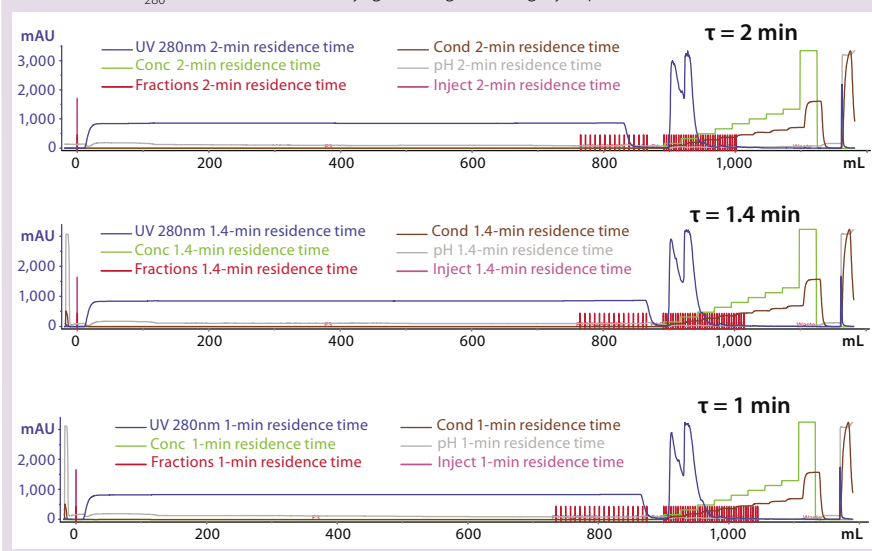 280
τ = 2 min
mAU
UV 280nm 2-min residence time
Cond 2-min residence time
3,000
Conc 2-min residence time
pH 2-min residence time
2,000
Fractions 2-min residence time
Inject 2-min residence time
1,000
0
0 200 400 600 800 1,000 mL
τ = 1.4 min
mAU
UV 280nm 1.4-min residence time
Cond 1.4-min residence time
Conc 1.4-min residence time
pH 1.4-min residence time
2,000
Fractions 1.4-min residence time
Inject 1.4-min residence time
1,000
0
0 200 400 600 800 1,000 mL
τ = 1 min
mAU
UV 280nm 1-min residence time
Cond 1-min residence time
Conc 1-min residence time
pH 1-min residence time
2,000
Fractions 1-min residence time
Inject 1-min residence time
1,000
0
0 200 400 600 800 1,000 mL